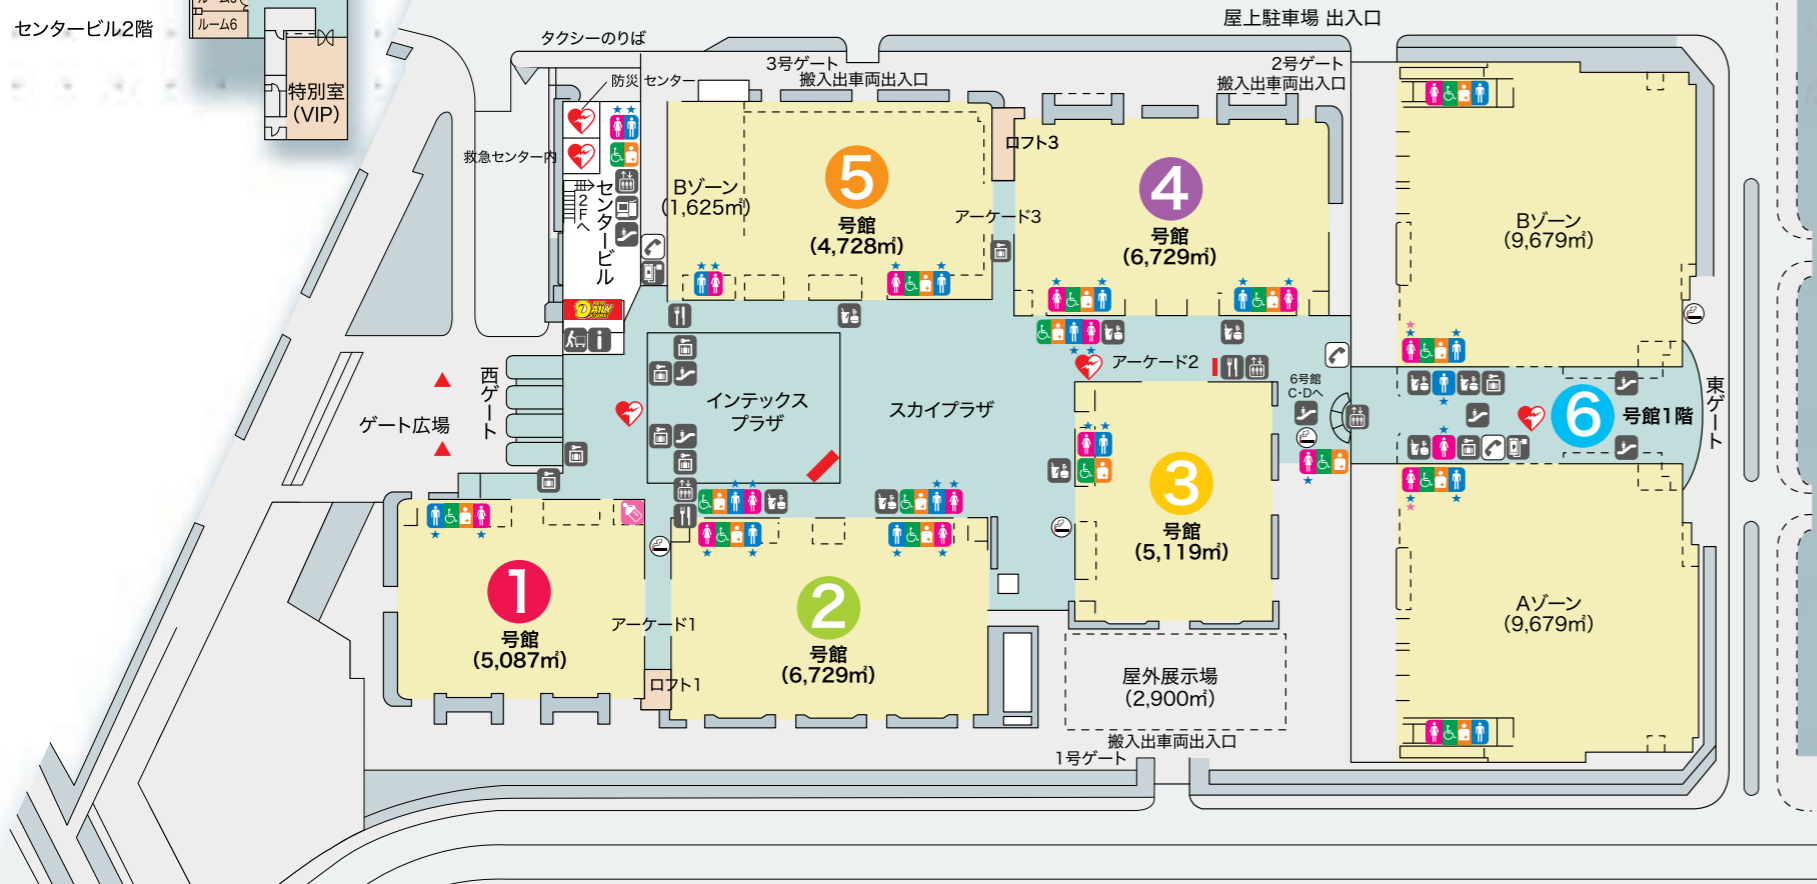 センタービル2階
ルーム6
特別室
(VIP)
タクシーのりば
屋上駐車場 出入口
3号ゲート
搬入出車両出入口
2号ゲート
搬入出車両出入口
防災 センター
救急センター内
センタービル
2Fへ
DAILY
Bゾーン
(1,625㎡)
5
号館
(4,728㎡)
ロフト3
アーケード3
4
号館
(6,729㎡)
Bゾーン
(9,679㎡)
西ゲート
ゲート広場
インテックス
プラザ
スカイプラザ
アーケード2
6号館
C・Dへ
6
号館1階
東ゲート
1
号館
(5,087㎡)
アーケード1
ロフト1
2
号館
(6,729㎡)
3
号館
(5,119㎡)
屋外展示場
(2,900㎡)
Aゾーン
(9,679㎡)
搬入出車両出入口
1号ゲート